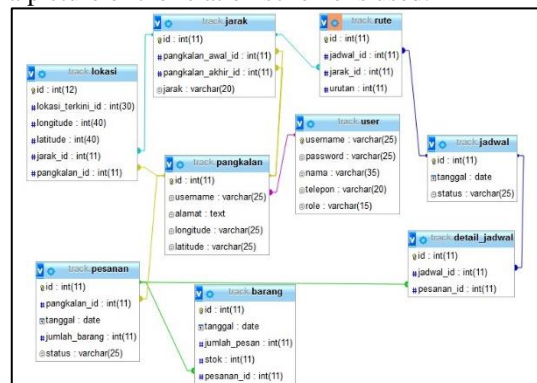 track jarak
id : int(11)
#pangkalan_awal_id : int(11)
#pangkalan_akhir_id : int(11)
jarak : varchar(20)
track rute
id : int(11)
#jadwal_id : int(11)
#jarak_id : int(11)
#urutan : int(11)
track lokasi
id : int(12)
#lokasi_terkini_id : int(30)
#longitude : int(40)
#latitude : int(40)
#jarak_id : int(11)
#pangkalan_id : int(11)
track user
username : varchar(25)
password : varchar(25)
nama : varchar(35)
telepon : varchar(20)
role : varchar(15)
track jadwal
id : int(11)
tanggal : date
status : varchar(25)
track pangkalan
id : int(11)
username : varchar(25)
alamat : text
longitude : varchar(25)
latitude : varchar(25)
track detail_jadwal
id : int(11)
#jadwal_id : int(11)
#pesanan_id : int(11)
track pesanan
id : int(11)
#pangkalan_id : int(11)
tanggal : date
#jumlah_barang : int(11)
status : varchar(25)
track barang
id : int(11)
tanggal : date
#jumlah_pesan : int(11)
#stok : int(11)
#pesanan_id : int(11)